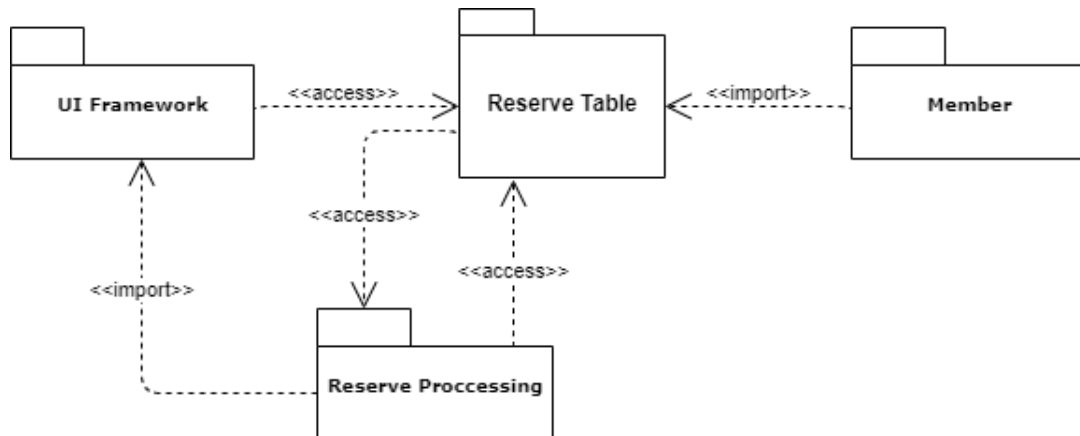 UI Framework
<<access>>
Reserve Table
<<import>>
Member
<<access>>
<<access>>
<<import>>
Reserve Proccessing